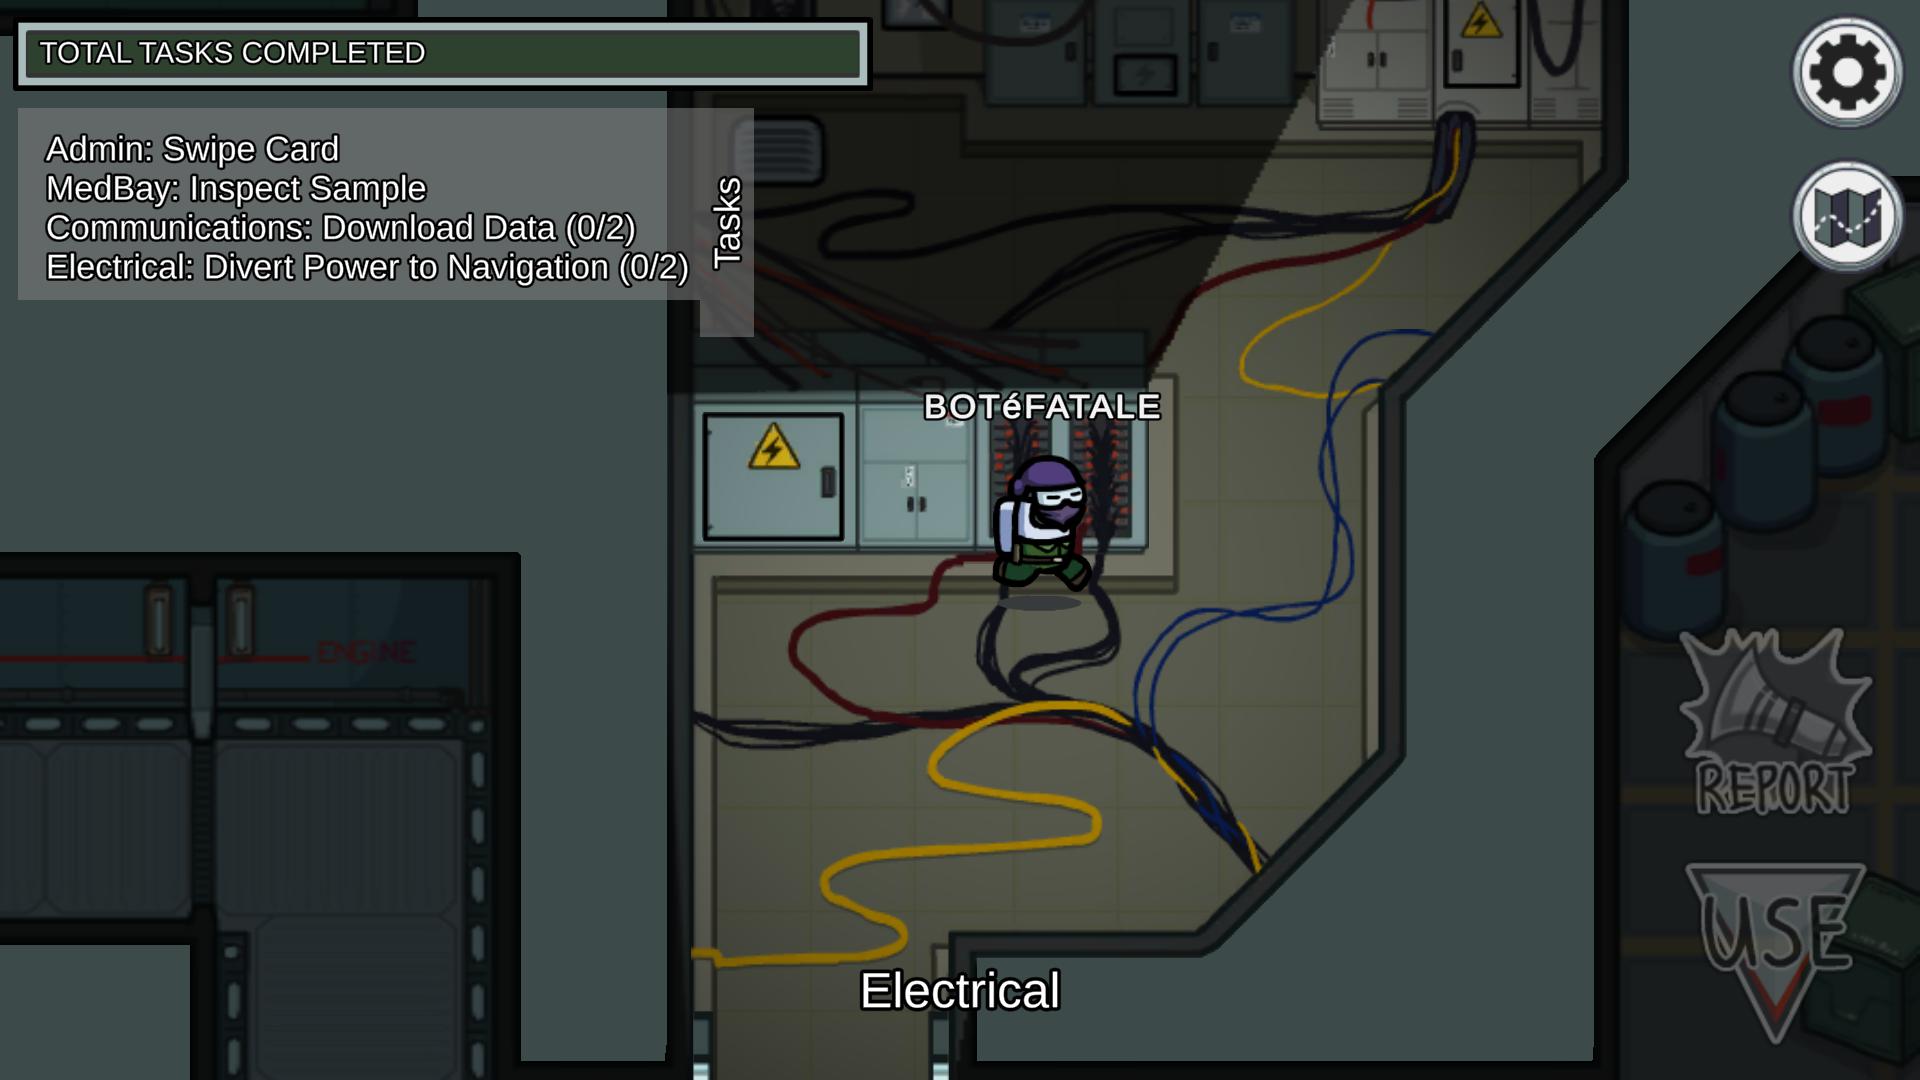 TOTAL TASKS COMPLETED
Admin: Swipe Card
MedBay: Inspect Sample
Communications: Download Data (0/2)
Electrical: Divert Power to Navigation (0/2)
Tasks
BOTéFATALE
ENGINE
REPORT
USE
Electrical